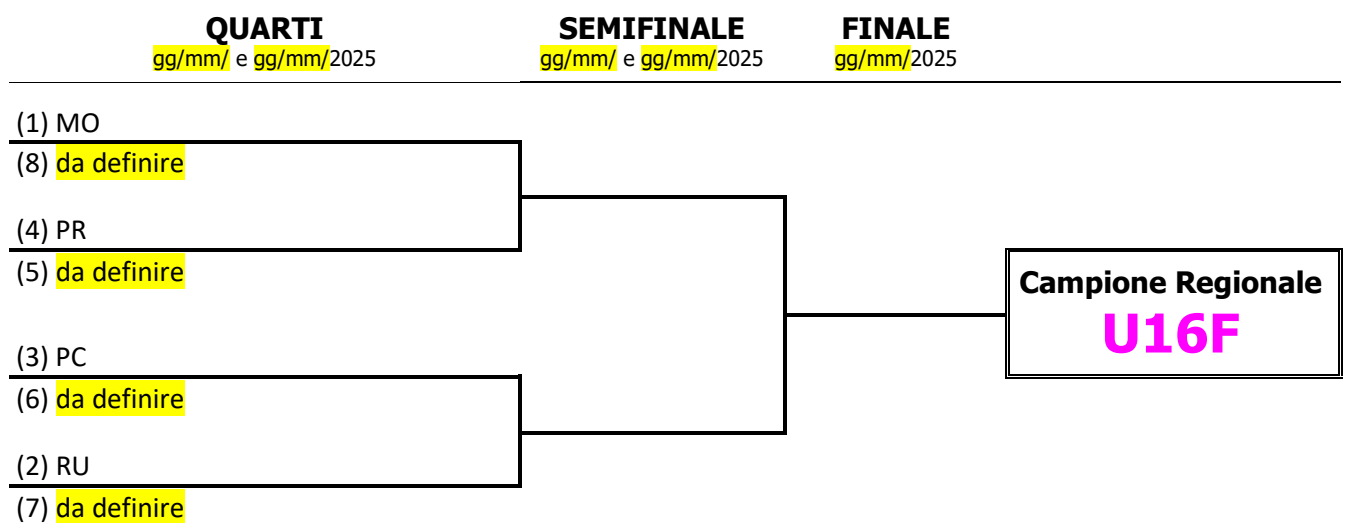 QUARTI SEMIFINALE FINALE
gg/mm/ e gg/mm/2025 gg/mm/ e gg/mm/2025 gg/mm/2025
(1) MO
(8) da definire
(4) PR
(5) da definire
Campione Regionale
U16F
(3) PC
(6) da definire
(2) RU
(7) da definire